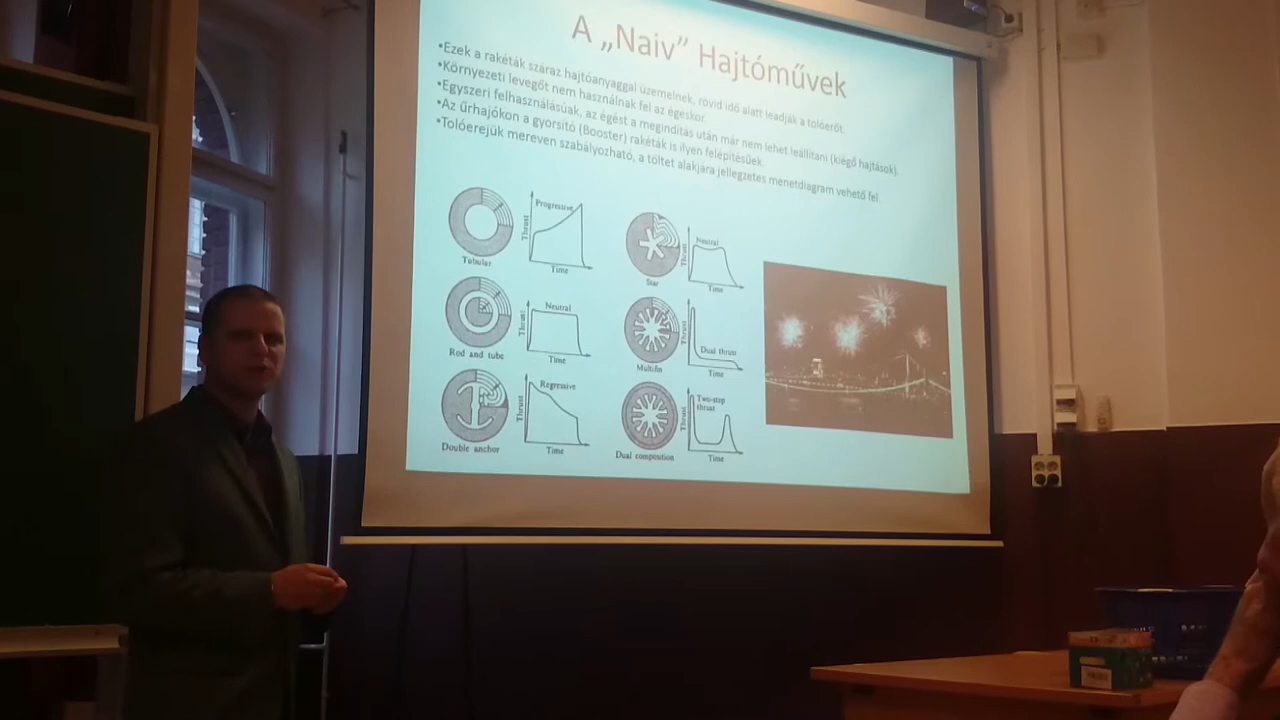 A „Naiv” Hajtóművek
•Ezek a rakéták száraz hajtóanyaggal üzemelnek, rövid idő alatt leadják a tolóerőt.
•Környezeti levegőt nem használnak fel az égéskor.
•Egyszeri felhasználásúak, az égést a megindítás után már nem lehet leállítani (kiégő hajtások).
•Az űrhajókon a gyorsító (Booster) rakéták is ilyen felépítésűek.
•Tolóerejük mereven szabályozható, a töltet alakjára jellegzetes menetdiagram vehető fel.
Tubular
Thrust
Progressive
Time
Star
Thrust
Neutral
Time
Rod and tube
Thrust
Neutral
Time
Multifin
Thrust
Dual thrust
Time
Double anchor
Thrust
Regressive
Time
Dual composition
Thrust
Two-step
thrust
Time